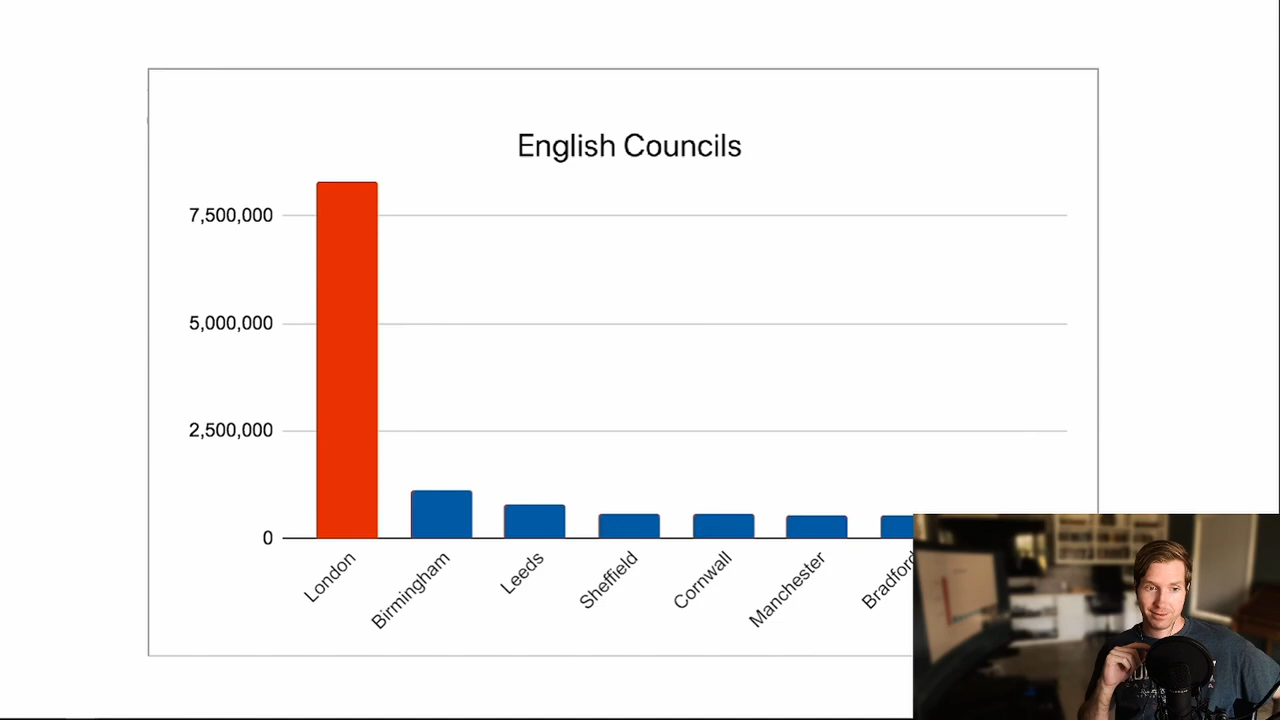 English Councils
7,500,000
5,000,000
2,500,000
0
London
Birmingham
Leeds
Sheffield
Cornwall
Manchester
Bradford